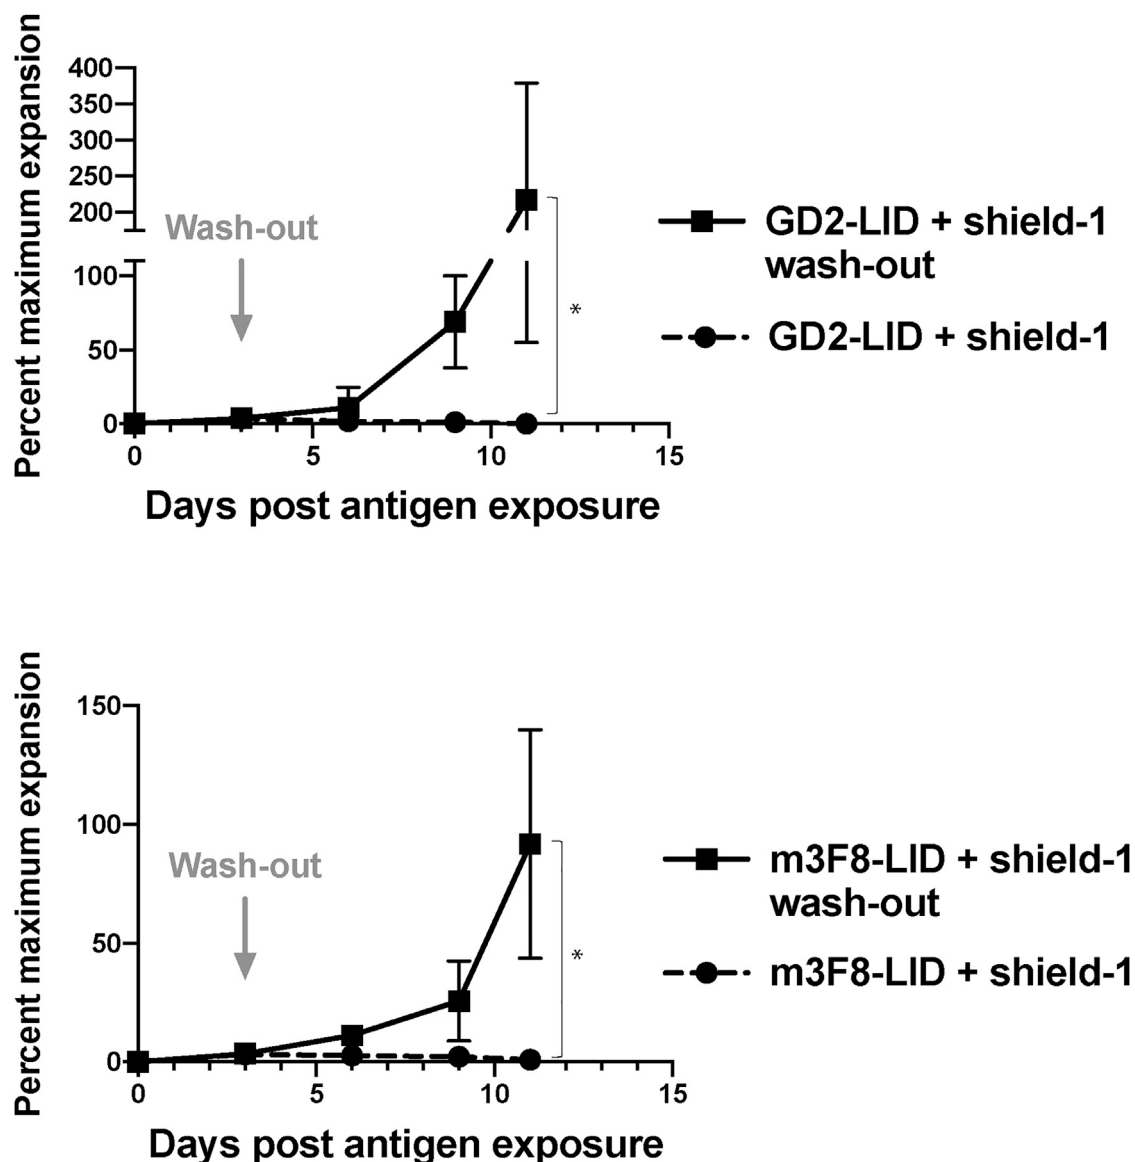 Percent maximum expansion
400
350
300
250
200
100
50
0
Wash-out
*
0 5 10 15
Days post antigen exposure
GD2-LID + shield-1
wash-out
GD2-LID + shield-1
Percent maximum expansion
150
100
50
0
Wash-out
*
0 5 10 15
Days post antigen exposure
m3F8-LID + shield-1
wash-out
m3F8-LID + shield-1